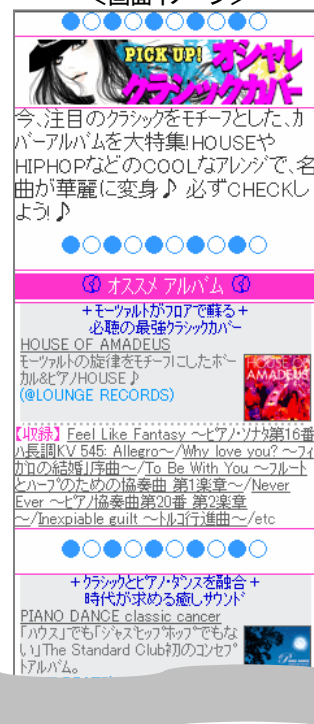 <画面イメージ>
PICK UP! オシャレ
クラシックカバー
今、注目のクラシックをモチーフとした、カ
バーアルバムを大特集!HOUSEや
HIPHOPなどのCOOLなアレンジで、名
曲が華麗に変身♪ 必ずCHECKし
よう!♪
オススメ アルバム
+モーツァルトがフロアで蘇る+
必聴の最強クラシックカバー
HOUSE OF AMADEUS
モーツァルトの旋律をモチーフにしたボー
カル&ピアノHOUSE♪
(@LOUNGE RECORDS)
HOUSE OF
AMADEUS
【収録】Feel Like Fantasy ~ピアノ・ソナタ第16番
ハ長調KV 545: Allegro~/Why love you? ~フィ
ガロの結婚」序曲~/To Be With You ~フルート
とハープのための協奏曲 第1楽章~/Never
Ever ~ピアノ協奏曲第20番 第2楽章
~/Inexpiable guilt ~トルコ行進曲~/etc
+クラシックとピアノ・ダンスを融合+
時代が求める癒しサウンド
PIANO DANCE classic cancer
「ハウス」でも「ジャズヒップホップ」でもな
い」The Standard Club初のコンセプ
トアルバム。